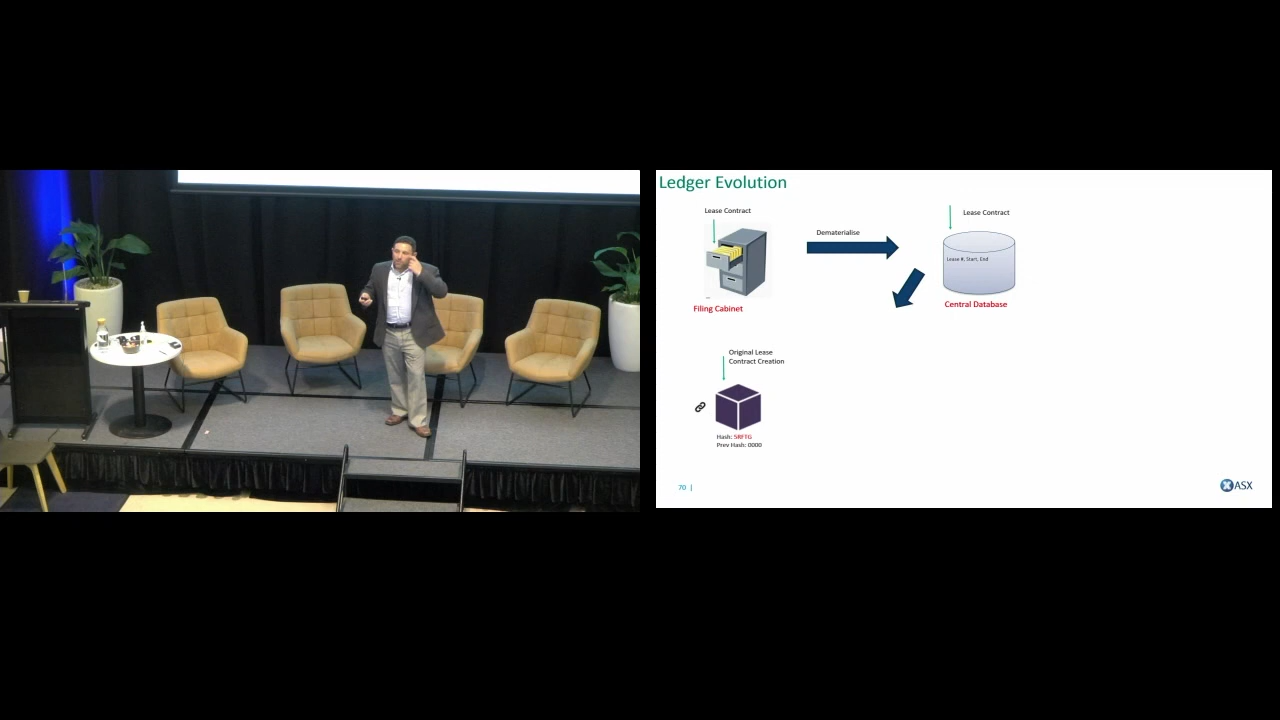 Ledger Evolution
Lease Contract
Dematerialise
Lease Contract
Lease #, Start, End
Filing Cabinet
Central Database
Original Lease
Contract Creation
Hash: SRFTG
Prev Hash: 0000
70 |
ASX